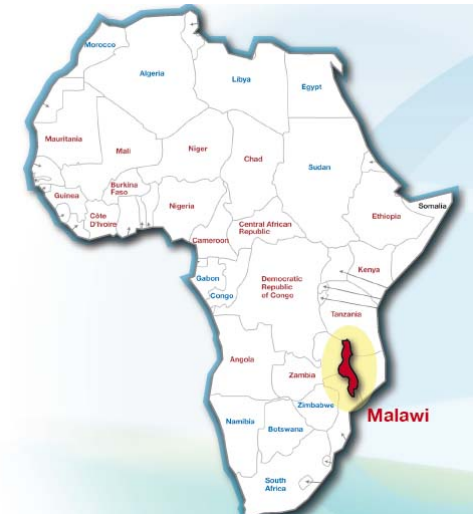 Morocco
Algeria
Libya
Egypt
Mauritania
Mali
Niger
Chad
Sudan
Guinea
Burkina
Faso
Côte
D'Ivoire
Nigeria
Cameroon
Central African
Republic
Ethiopia
Somalia
Gabon
Congo
Democratic
Republic
of Congo
Kenya
Tanzania
Angola
Zambia
Malawi
Zimbabwe
Namibia
Botswana
South
Africa